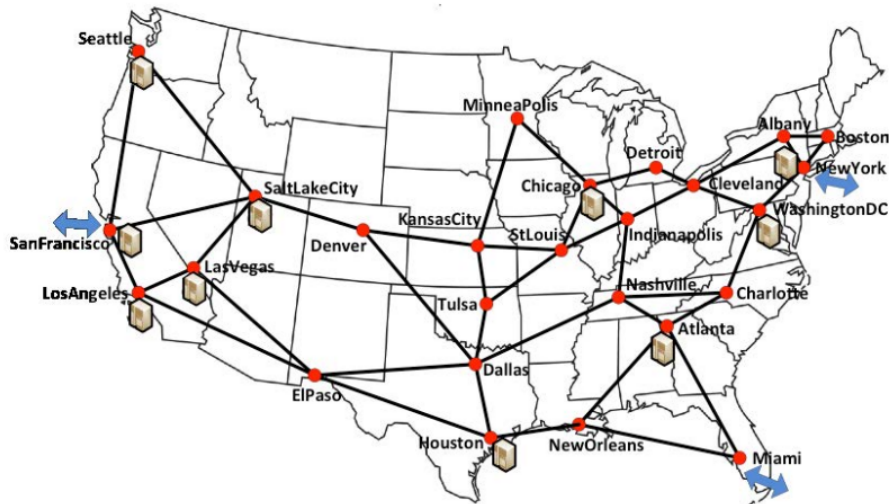 Seattle
MinneaPolis
Albany
Boston
Detroit
NewYork
Chicago
Cleveland
SaltLakeCity
WashingtonDC
KansasCity
StLouis
Indianapolis
SanFrancisco
Denver
LasVegas
LosAngeles
Nashville
Charlotte
Tulsa
Atlanta
Dallas
ElPaso
Houston
NewOrleans
Miami